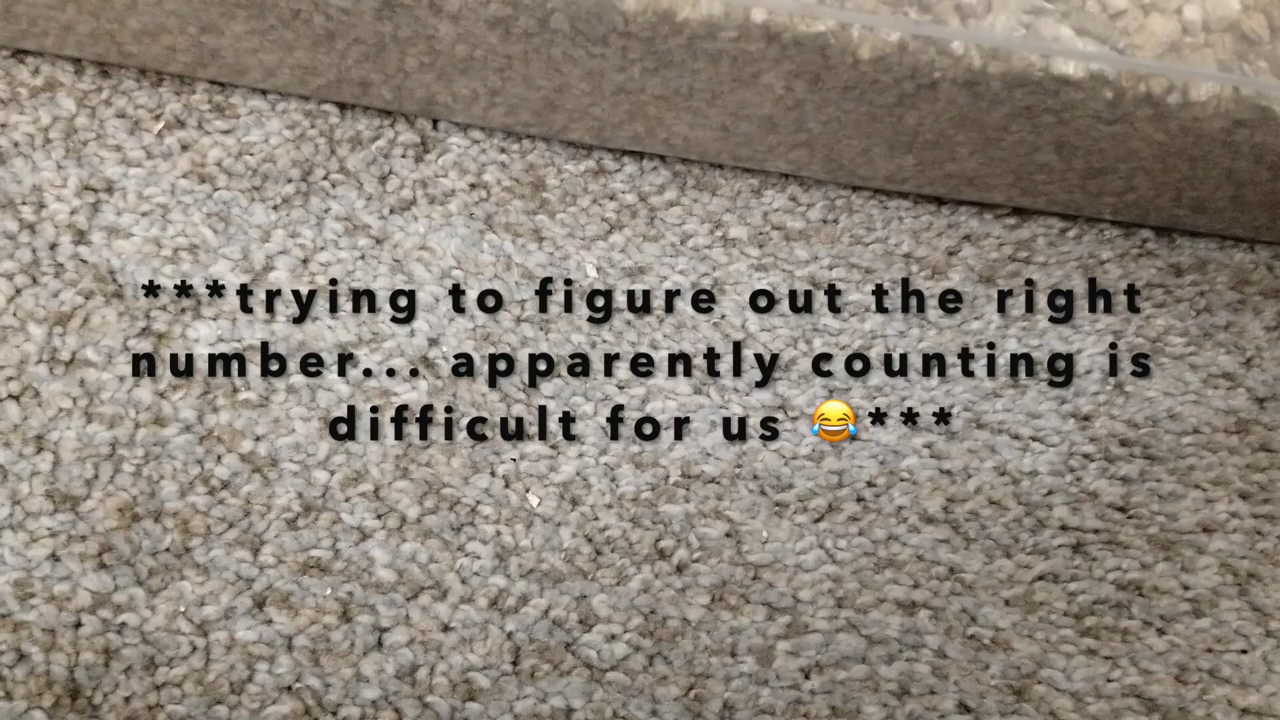 ***trying to figure out the right
number... apparently counting is
difficult for us 😂***